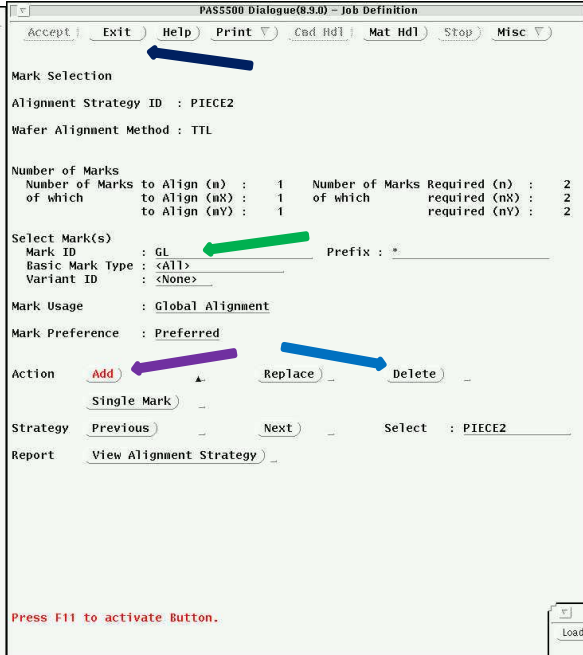 PAS5500 Dialogue(8.9.0) – Job Definition
Accept Exit Help Print Cmd Hdl Mat Hdl Stop Misc
Mark Selection
Alignment Strategy ID : PIECE2
Wafer Alignment Method : TTL
Number of Marks
Number of Marks to Align (m) : 1 Number of Marks Required (n) : 2
of which to Align (mX) : 1 of which required (nX) : 2
to Align (mY) : 1 required (nY) : 2
Select Mark(s)
Mark ID : GL Prefix : *
Basic Mark Type : <All>
Variant ID : <None>
Mark Usage : Global Alignment
Mark Preference : Preferred
Action Add Replace Delete
Single Mark
Strategy Previous Next Select : PIECE2
Report View Alignment Strategy
Press F11 to activate Button.
Load